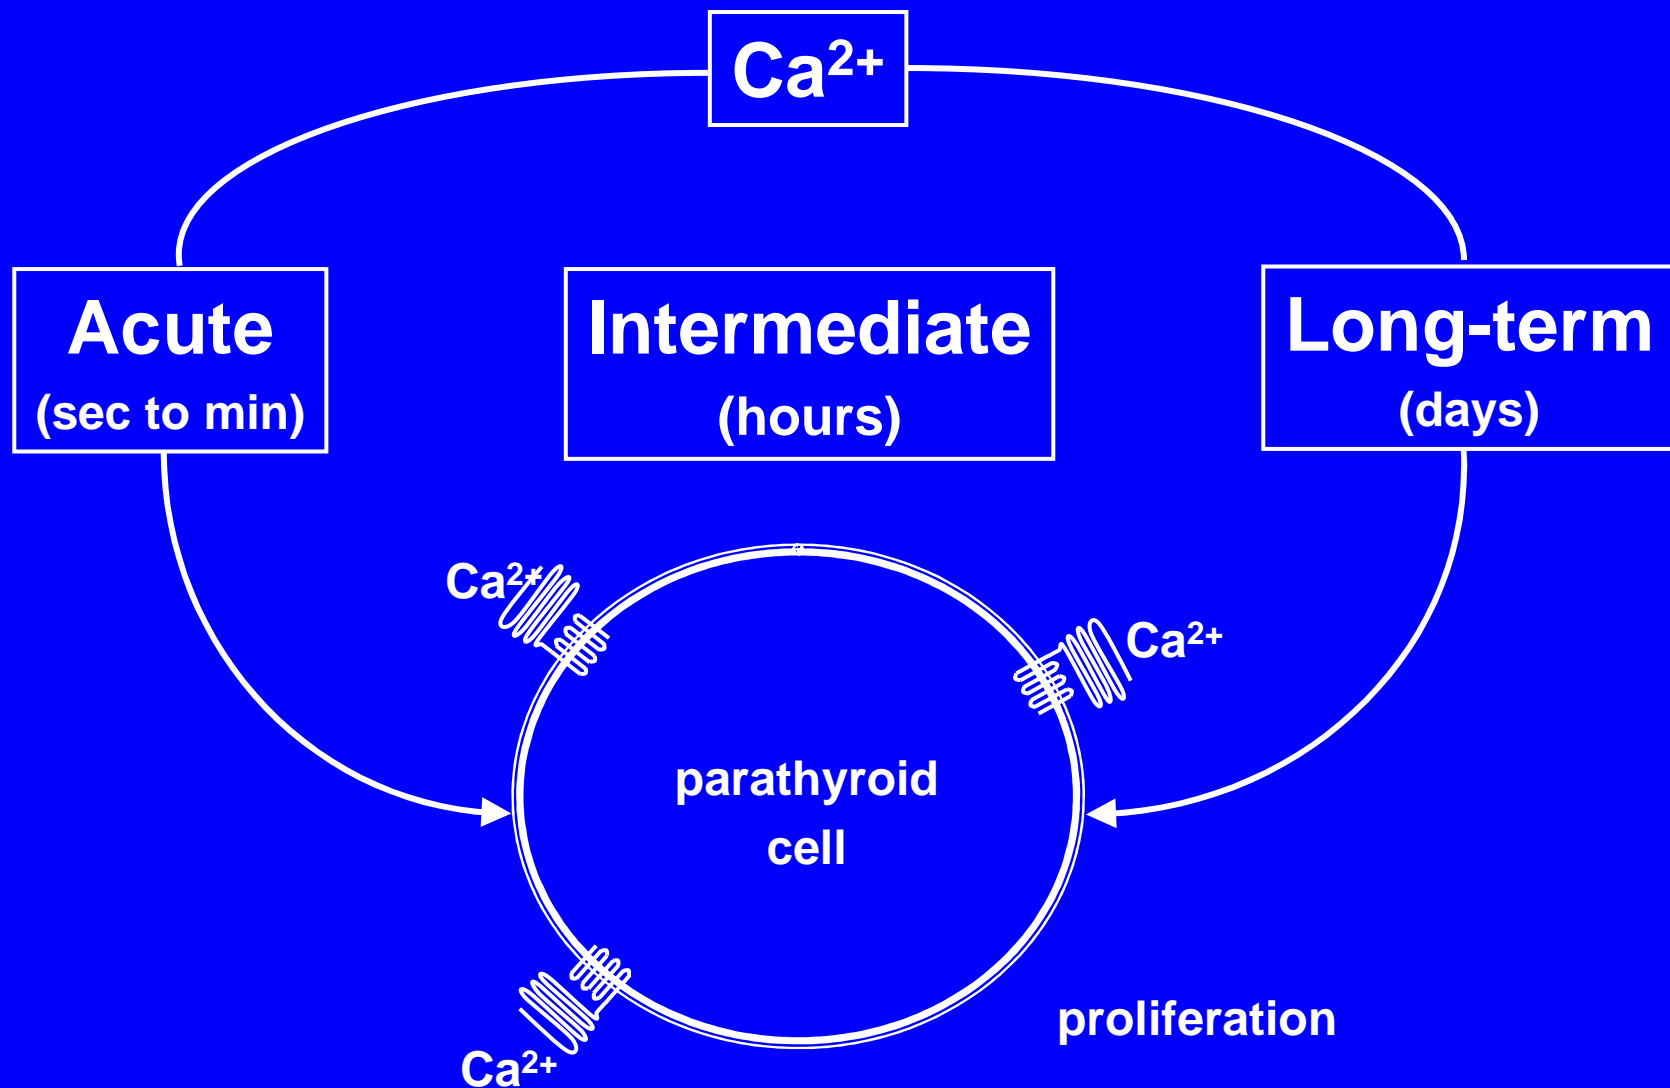 Ca²⁺
Acute
(sec to min)
Intermediate
(hours)
Long-term
(days)
Ca²⁺
Ca²⁺
parathyroid
cell
proliferation
Ca²⁺